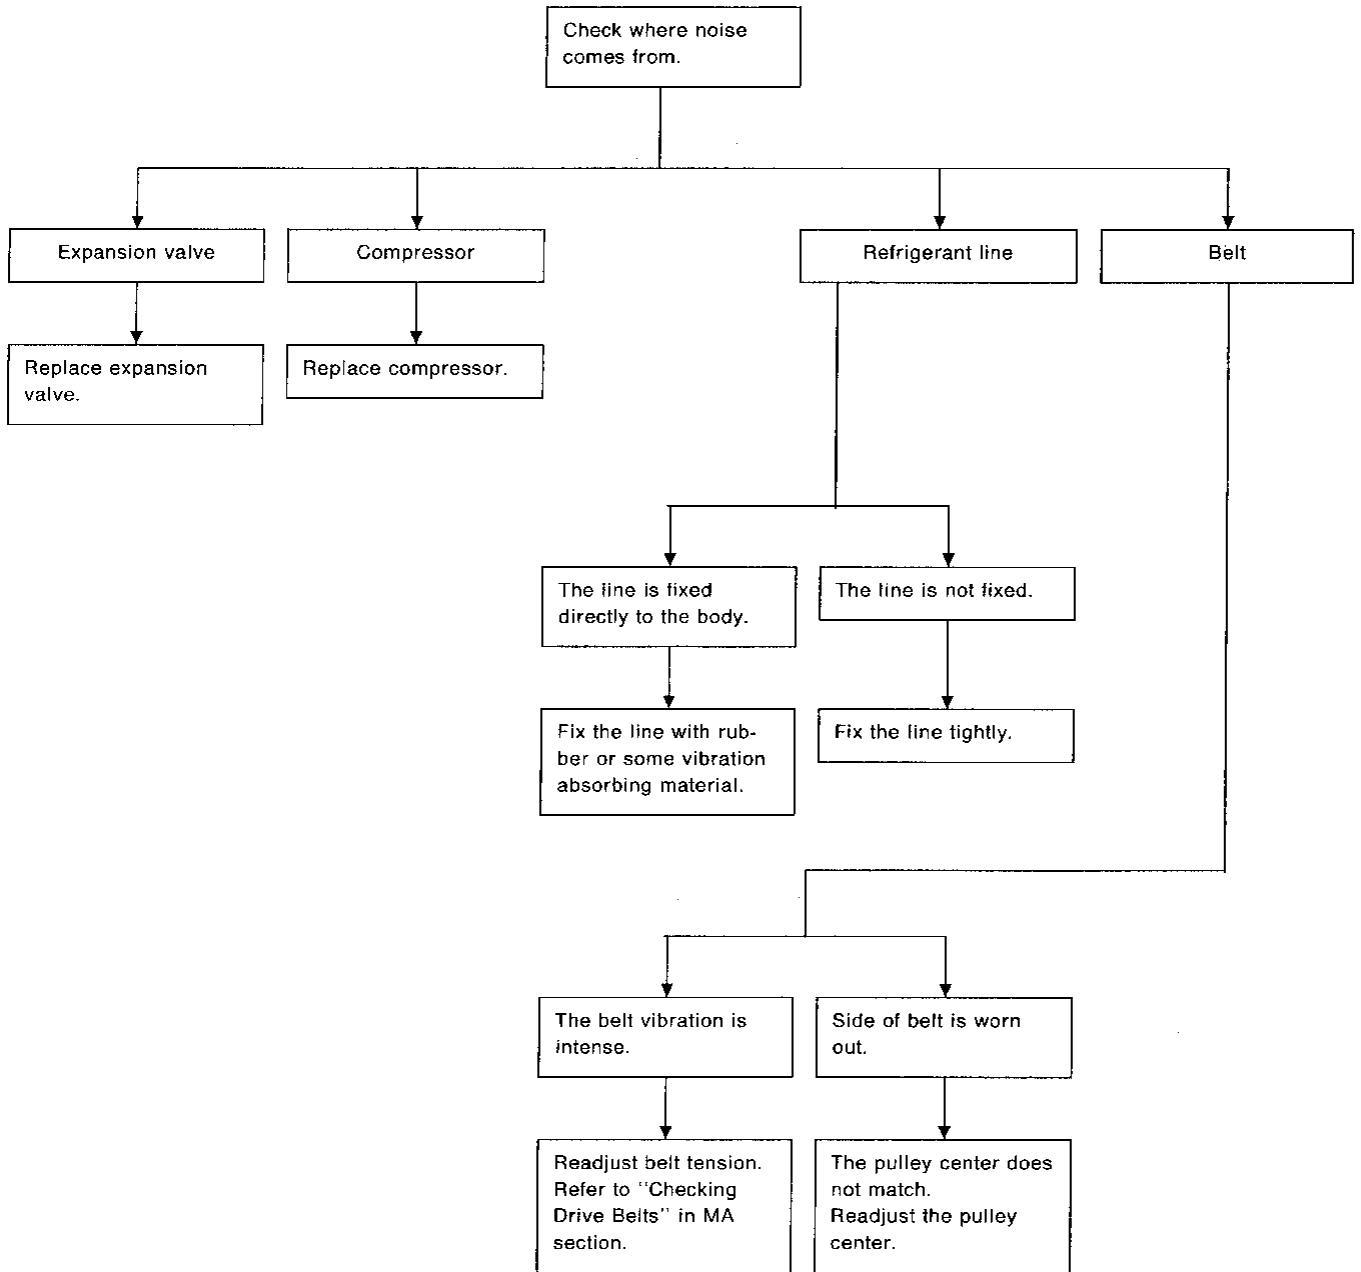 Check where noise
comes from.
Expansion valve
Compressor
Refrigerant line
Belt
Replace expansion
valve.
Replace compressor.
The line is fixed
directly to the body.
The line is not fixed.
Fix the line with rub-
ber or some vibration
absorbing material.
Fix the line tightly.
The belt vibration is
intense.
Side of belt is worn
out.
Readjust belt tension.
Refer to "Checking
Drive Belts" in MA
section.
The pulley center does
not match.
Readjust the pulley
center.